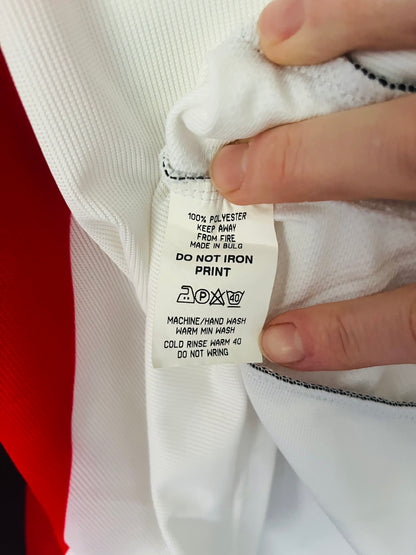 100% POLYESTER
KEEP AWAY
FROM FIRE
MADE IN BULG
DO NOT IRON
PRINT
P 40
MACHINE/HAND WASH
WARM MIN WASH
COLD RINSE WARM 40
DO NOT WRING